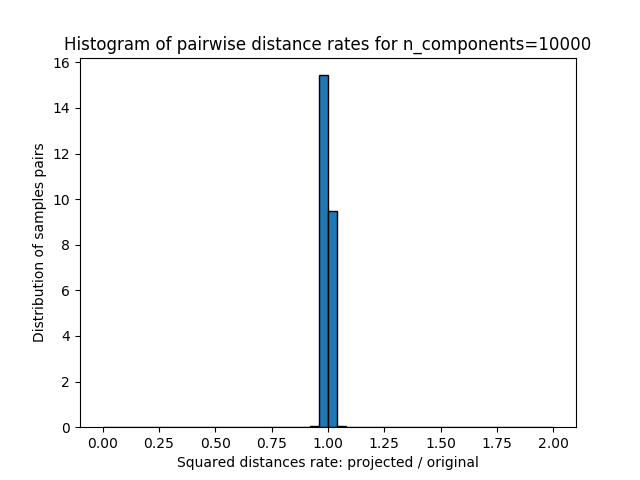 Histogram of pairwise distance rates for n_components=10000
16
14
12
10
8
6
4
2
0
Distribution of samples pairs
0.00 0.25 0.50 0.75 1.00 1.25 1.50 1.75 2.00
Squared distances rate: projected / original